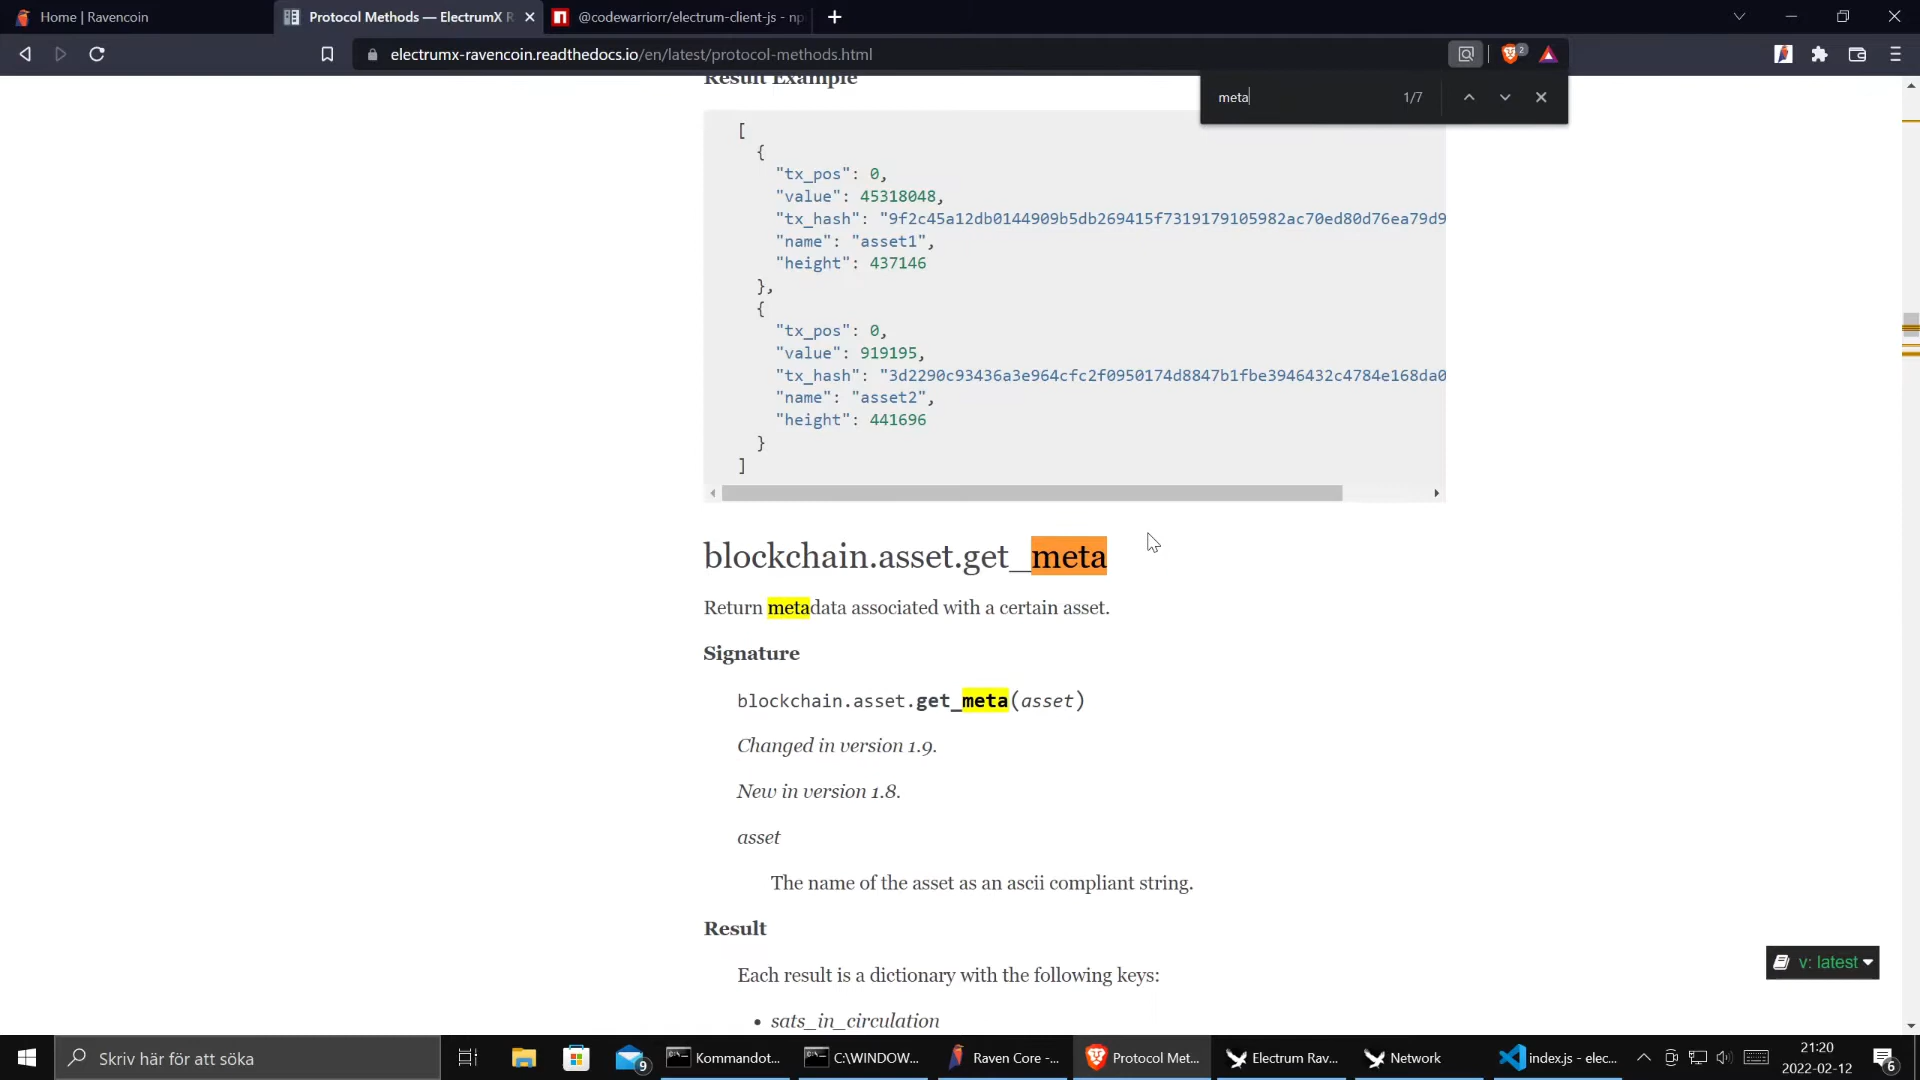 Home | Ravencoin
Protocol Methods — ElectrumX R
@codewarriorr/electrum-client-js - np
electrumx-ravencoin.readthedocs.io/en/latest/protocol-methods.html
2
meta
1/7
Result Example
[
{
"tx_pos": 0,
"value": 45318048,
"tx_hash": "9f2c45a12db0144909b5db269415f7319179105982ac70ed80d76ea79d9
"name": "asset1",
"height": 437146
},
{
"tx_pos": 0,
"value": 919195,
"tx_hash": "3d2290c93436a3e964cfc2f0950174d8847b1fbe3946432c4784e168da0
"name": "asset2",
"height": 441696
}
]
blockchain.asset.get_meta
Return metadata associated with a certain asset.
Signature
blockchain.asset.get_meta(asset)
Changed in version 1.9.
New in version 1.8.
asset
The name of the asset as an ascii compliant string.
Result
Each result is a dictionary with the following keys:
• sats_in_circulation
v: latest
Skriv här för att söka
9
Kommandot...
C:\WINDOW...
Raven Core -...
Protocol Met...
Electrum Rav...
Network
index.js - elec...
21:20
2022-02-12
6